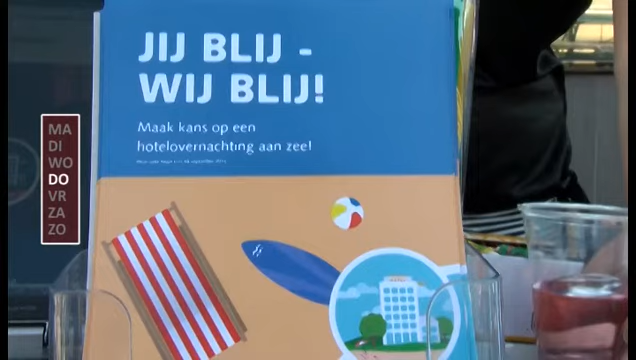 JIJ BLIJ -
WIJ BLIJ!
Maak kans op een
hotelovernachting aan zee!
MA
DI
WO
DO
VR
ZA
ZO